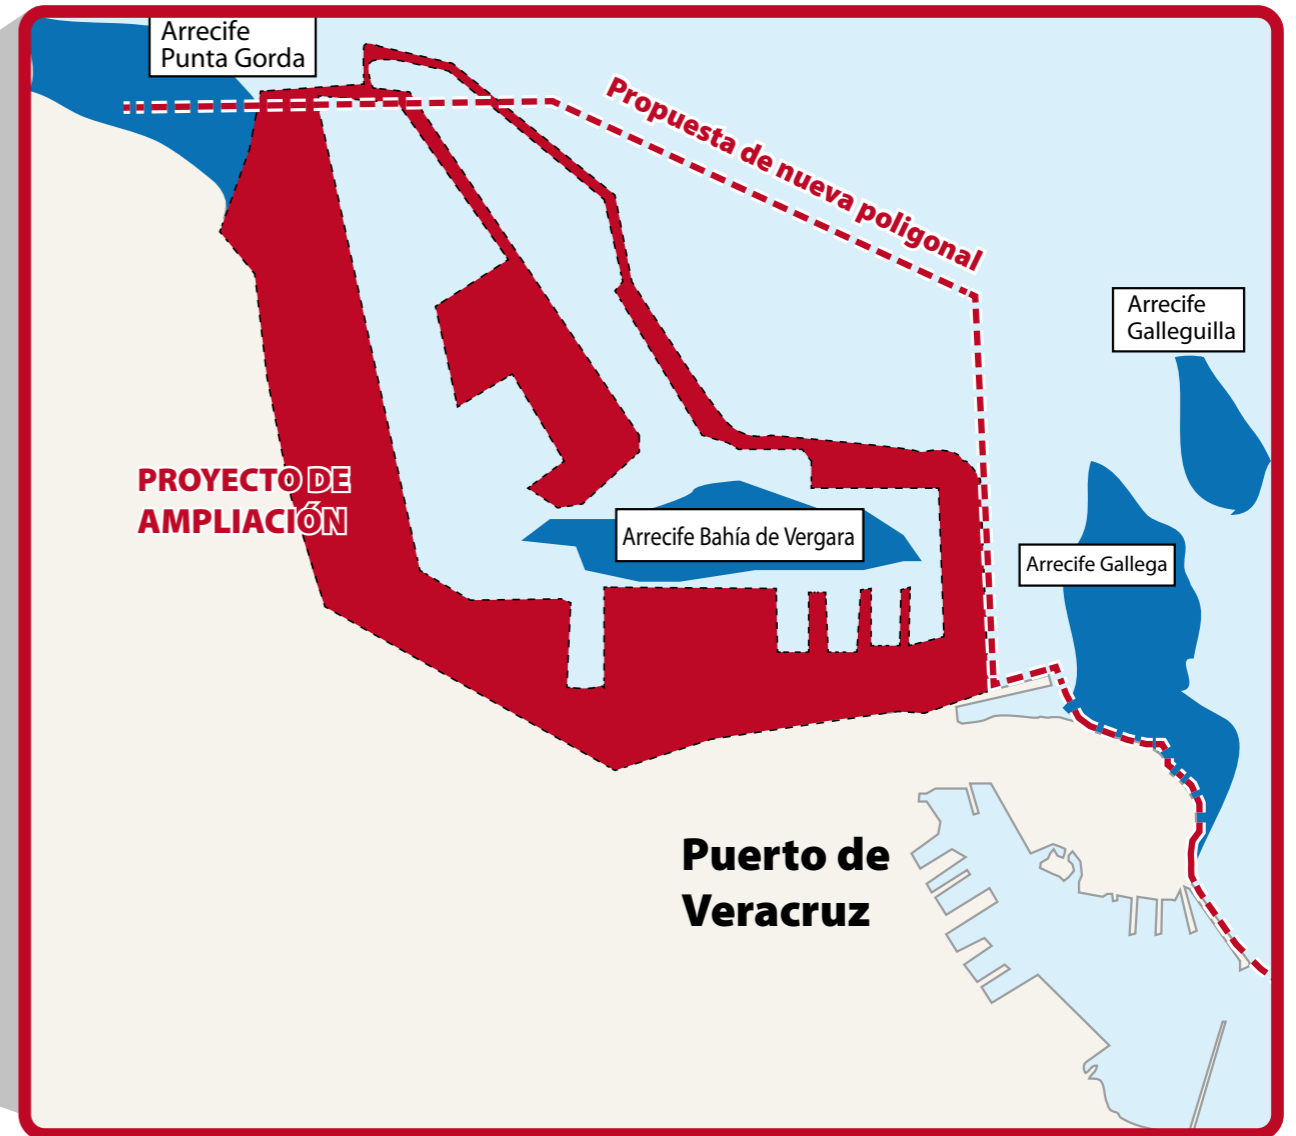 Arrecife
Punta Gorda
Propuesta de nueva poligonal
Arrecife
Galleguilla
PROYECTO DE
AMPLIACIÓN
Arrecife Bahía de Vergara
Arrecife Gallega
Puerto de
Veracruz